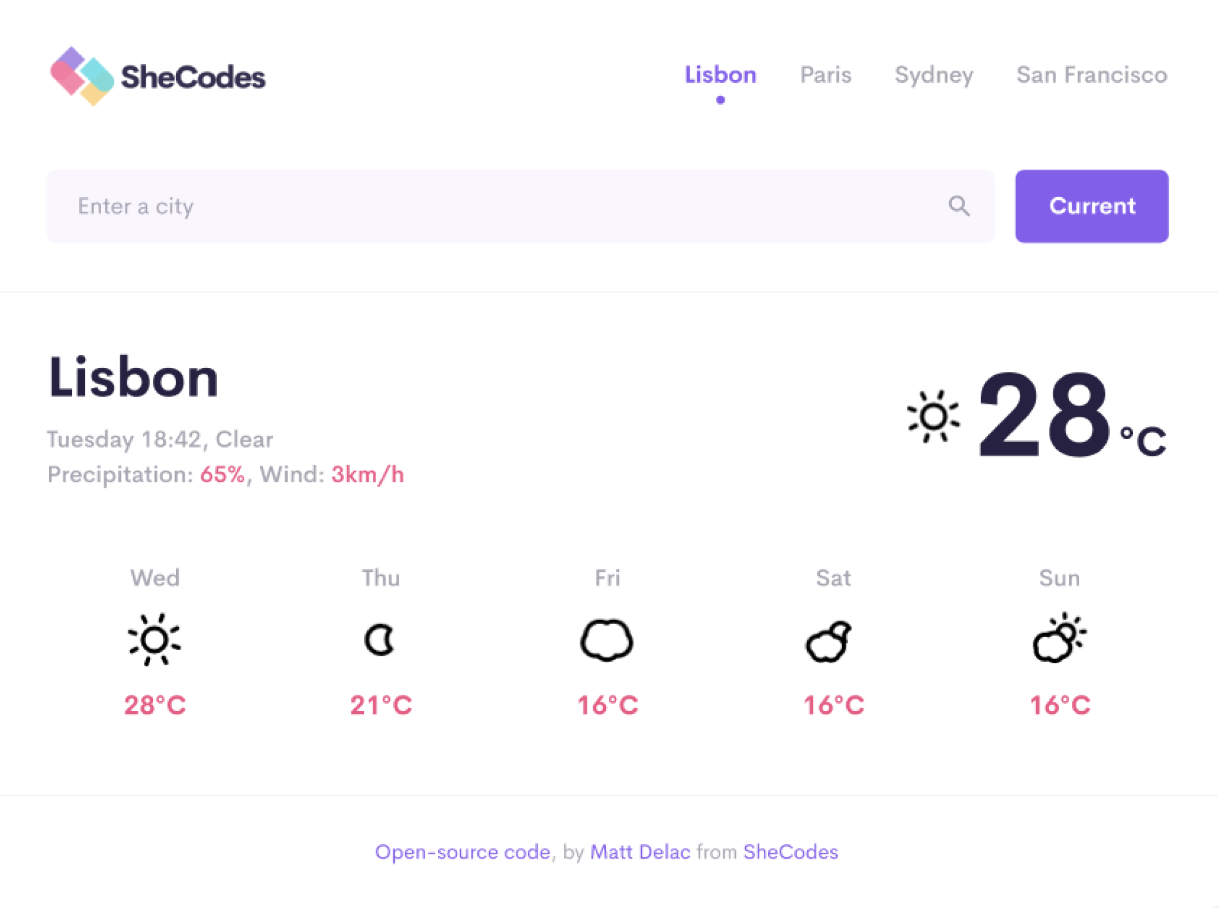 SheCodes
Lisbon Paris Sydney San Francisco
Enter a city
Current
Lisbon
28 °C
Tuesday 18:42, Clear
Precipitation: 65%, Wind: 3km/h
Wed Thu Fri Sat Sun
28°C 21°C 16°C 16°C 16°C
Open-source code, by Matt Delac from SheCodes